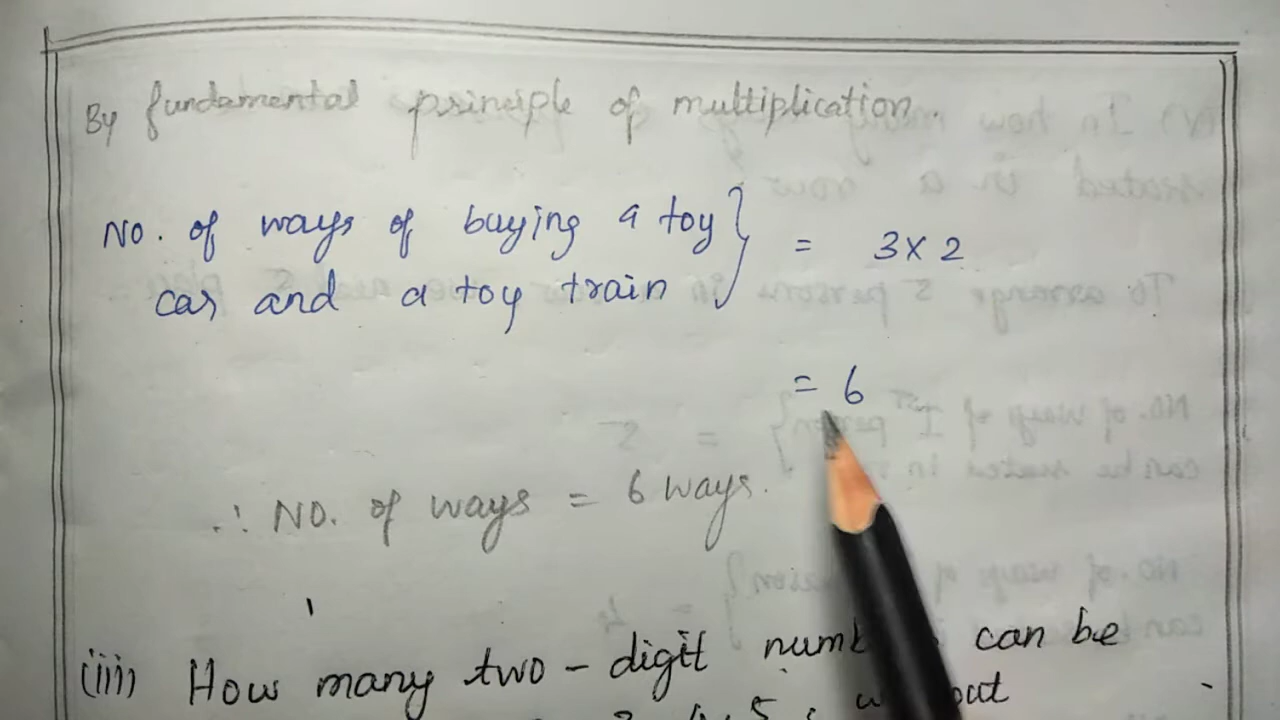 By fundamental principle of multiplication.
No. of ways of buying a toy } = 3 x 2
car and a toy train
= 6
∴ No. of ways = 6 ways.
(iii) How many two-digit can be
5